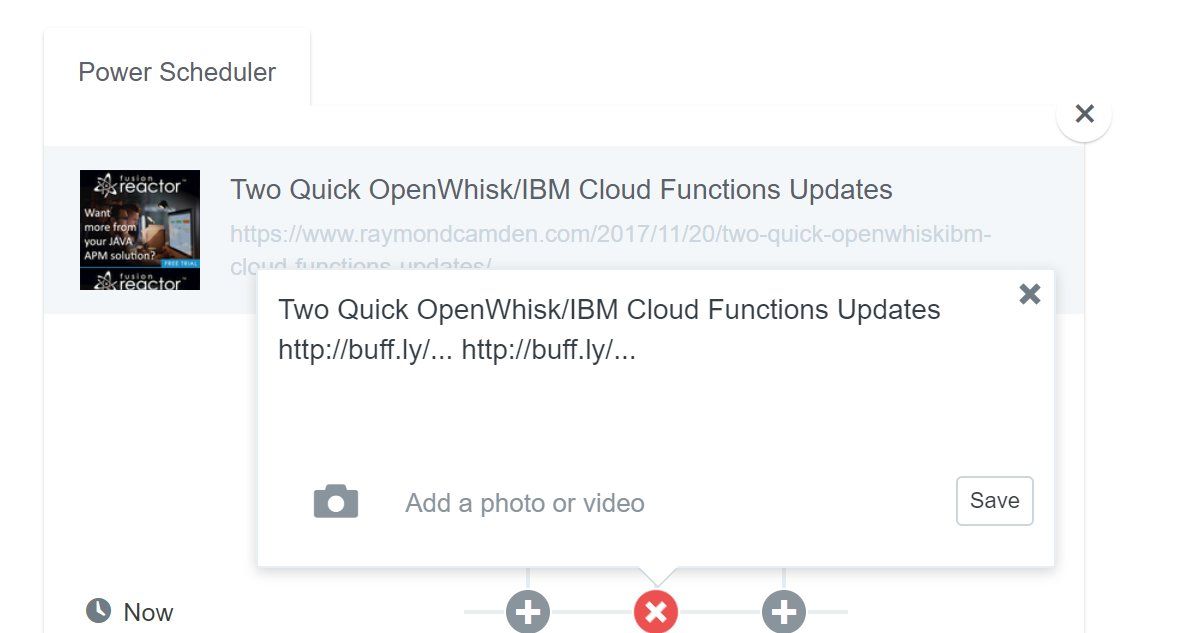 Power Scheduler
fusion
reactor™
Want
more from
your JAVA
APM solution?
FREE TRIAL
fusion
reactor™
Two Quick OpenWhisk/IBM Cloud Functions Updates
https://www.raymondcamden.com/2017/11/20/two-quick-openwhiskibm-
cloud-functions-updates/
Two Quick OpenWhisk/IBM Cloud Functions Updates
http://buff.ly/... http://buff.ly/...
Add a photo or video
Save
Now